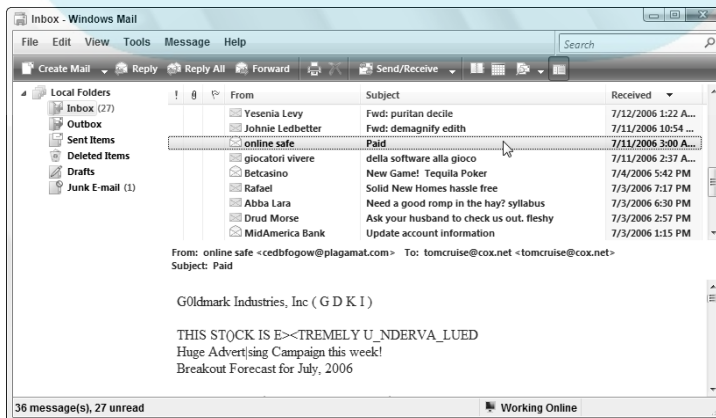 Inbox - Windows Mail
File Edit View Tools Message Help
Search
Create Mail Reply Reply All Forward Send/Receive
Local Folders
Inbox (27)
Outbox
Sent Items
Deleted Items
Drafts
Junk E-mail (1)
! From Subject Received
Yesenia Levy Fwd: puritan decile 7/12/2006 1:22 A...
Johnie Ledbetter Fwd: demagnify edith 7/11/2006 10:54 ...
online safe Paid 7/11/2006 3:00 A...
giocatori vivere della software alla gioco 7/11/2006 2:37 A...
Betcasino New Game! Tequila Poker 7/4/2006 5:42 PM
Rafael Solid New Homes hassle free 7/3/2006 7:17 PM
Abba Lara Need a good romp in the hay? syllabus 7/3/2006 6:30 PM
Drud Morse Ask your husband to check us out. fleshy 7/3/2006 2:57 PM
MidAmerica Bank Update account information 7/3/2006 1:15 PM
From: online safe <cedbfogow@plagamat.com> To: tomcruise@cox.net <tomcruise@cox.net>
Subject: Paid
G0ldmark Industries, Inc ( G D K I )
THIS ST()CK IS E><TREMELY U_NDERVA_LUED
Huge Advert|sing Campaign this week!
Breakout Forecast for July, 2006
36 message(s), 27 unread
Working Online